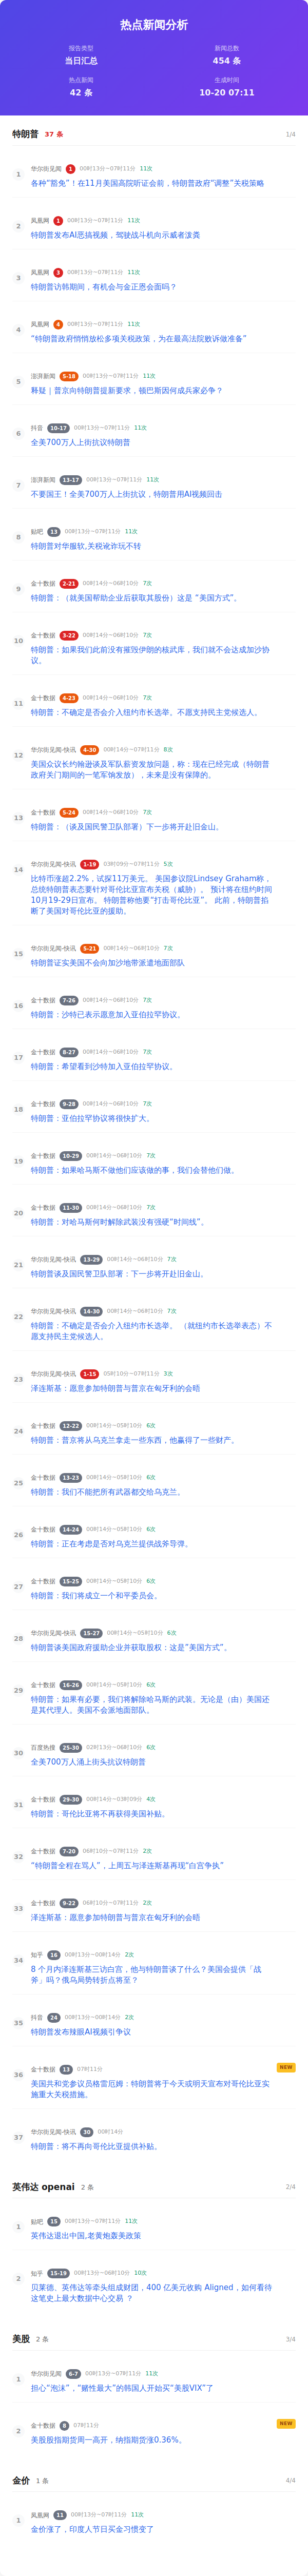 热点新闻分析
报告类型
当日汇总
新闻总数
454 条
热点新闻
42 条
生成时间
10-20 07:11
特朗普 37 条 1/4
1 华尔街见闻 1 00时13分~07时11分 11次
各种“豁免”！在11月美国高院听证会前，特朗普政府“调整”关税策略
2 凤凰网 1 00时13分~07时11分 11次
特朗普发布AI恶搞视频，驾驶战斗机向示威者泼粪
3 凤凰网 3 00时13分~07时11分 11次
特朗普访韩期间，有机会与金正恩会面吗？
4 凤凰网 4 00时13分~07时11分 11次
“特朗普政府悄悄放松多项关税政策，为在最高法院败诉做准备”
5 澎湃新闻 5-18 00时13分~07时11分 11次
释疑｜普京向特朗普提新要求，顿巴斯因何成兵家必争？
6 抖音 10-17 00时13分~07时11分 11次
全美700万人上街抗议特朗普
7 澎湃新闻 13-17 00时13分~07时11分 11次
不要国王！全美700万人上街抗议，特朗普用AI视频回击
8 贴吧 13 00时13分~07时11分 11次
特朗普对华服软,关税讹诈玩不转
9 金十数据 2-21 00时14分~06时10分 7次
特朗普：（就美国帮助企业后获取其股份）这是 “美国方式”。
10 金十数据 3-22 00时14分~06时10分 7次
特朗普：如果我们此前没有摧毁伊朗的核武库，我们就不会达成加沙协
议。
11 金十数据 4-23 00时14分~06时10分 7次
特朗普：不确定是否会介入纽约市长选举。不愿支持民主党候选人。
12 华尔街见闻-快讯 4-30 00时14分~07时11分 8次
美国众议长约翰逊谈及军队薪资发放问题，称：现在已经完成（特朗普
政府关门期间的一笔军饷发放），未来是没有保障的。
13 金十数据 5-24 00时14分~06时10分 7次
特朗普：（谈及国民警卫队部署）下一步将开赴旧金山。
14 华尔街见闻-快讯 1-19 03时09分~07时11分 5次
比特币涨超2.2%，试探11万美元。 美国参议院Lindsey Graham称，
总统特朗普表态要针对哥伦比亚宣布关税（威胁）。 预计将在纽约时间
10月19-29日宣布。 特朗普称他要“打击哥伦比亚”。 此前，特朗普掐
断了美国对哥伦比亚的援助。
15 华尔街见闻-快讯 5-21 00时14分~06时10分 7次
特朗普证实美国不会向加沙地带派遣地面部队
16 金十数据 7-26 00时14分~06时10分 7次
特朗普：沙特已表示愿意加入亚伯拉罕协议。
17 金十数据 8-27 00时14分~06时10分 7次
特朗普：希望看到沙特加入亚伯拉罕协议。
18 金十数据 9-28 00时14分~06时10分 7次
特朗普：亚伯拉罕协议将很快扩大。
19 金十数据 10-29 00时14分~06时10分 7次
特朗普：如果哈马斯不做他们应该做的事，我们会替他们做。
20 金十数据 11-30 00时14分~06时10分 7次
特朗普：对哈马斯何时解除武装没有强硬“时间线”。
21 华尔街见闻-快讯 13-29 00时14分~06时10分 7次
特朗普谈及国民警卫队部署：下一步将开赴旧金山。
22 华尔街见闻-快讯 14-30 00时14分~06时10分 7次
特朗普：不确定是否会介入纽约市长选举。 （就纽约市长选举表态）不
愿支持民主党候选人。
23 华尔街见闻-快讯 1-15 05时10分~07时11分 3次
泽连斯基：愿意参加特朗普与普京在匈牙利的会晤
24 金十数据 12-22 00时14分~05时10分 6次
特朗普：普京将从乌克兰拿走一些东西，他赢得了一些财产。
25 金十数据 13-23 00时14分~05时10分 6次
特朗普：我们不能把所有武器都交给乌克兰。
26 金十数据 14-24 00时14分~05时10分 6次
特朗普：正在考虑是否对乌克兰提供战斧导弹。
27 金十数据 15-25 00时14分~05时10分 6次
特朗普：我们将成立一个和平委员会。
28 华尔街见闻-快讯 15-27 00时14分~05时10分 6次
特朗普谈美国政府援助企业并获取股权：这是“美国方式”。
29 金十数据 16-26 00时14分~05时10分 6次
特朗普：如果有必要，我们将解除哈马斯的武装。无论是（由）美国还
是其代理人。美国不会派地面部队。
30 百度热搜 25-30 02时13分~06时10分 6次
全美700万人涌上街头抗议特朗普
31 金十数据 29-30 00时14分~03时09分 4次
特朗普：哥伦比亚将不再获得美国补贴。
32 金十数据 7-20 06时10分~07时11分 2次
“特朗普全程在骂人”，上周五与泽连斯基再现“白宫争执”
33 金十数据 9-22 06时10分~07时11分 2次
泽连斯基：愿意参加特朗普与普京在匈牙利的会晤
34 知乎 16 00时13分~00时14分 2次
8 个月内泽连斯基三访白宫，他与特朗普谈了什么？美国会提供「战
斧」吗？俄乌局势转折点将至？
35 抖音 24 00时13分~00时14分 2次
特朗普发布辣眼AI视频引争议
36 金十数据 13 07时11分 NEW
美国共和党参议员格雷厄姆：特朗普将于今天或明天宣布对哥伦比亚实
施重大关税措施。
37 华尔街见闻-快讯 30 00时14分
特朗普：将不再向哥伦比亚提供补贴。
英伟达 openai 2 条 2/4
1 贴吧 15 00时13分~07时11分 11次
英伟达退出中国,老黄炮轰美政策
2 知乎 15-19 00时13分~06时10分 10次
贝莱德、英伟达等牵头组成财团，400 亿美元收购 Aligned，如何看待
这笔史上最大数据中心交易 ？
美股 2 条 3/4
1 华尔街见闻 6-7 00时13分~07时11分 11次
担心“泡沫”，“赌性最大”的韩国人开始买“美股VIX”了
2 金十数据 8 07时11分 NEW
美股股指期货周一高开，纳指期货涨0.36%。
金价 1 条 4/4
1 凤凰网 11 00时13分~07时11分 11次
金价涨了，印度人节日买金习惯变了